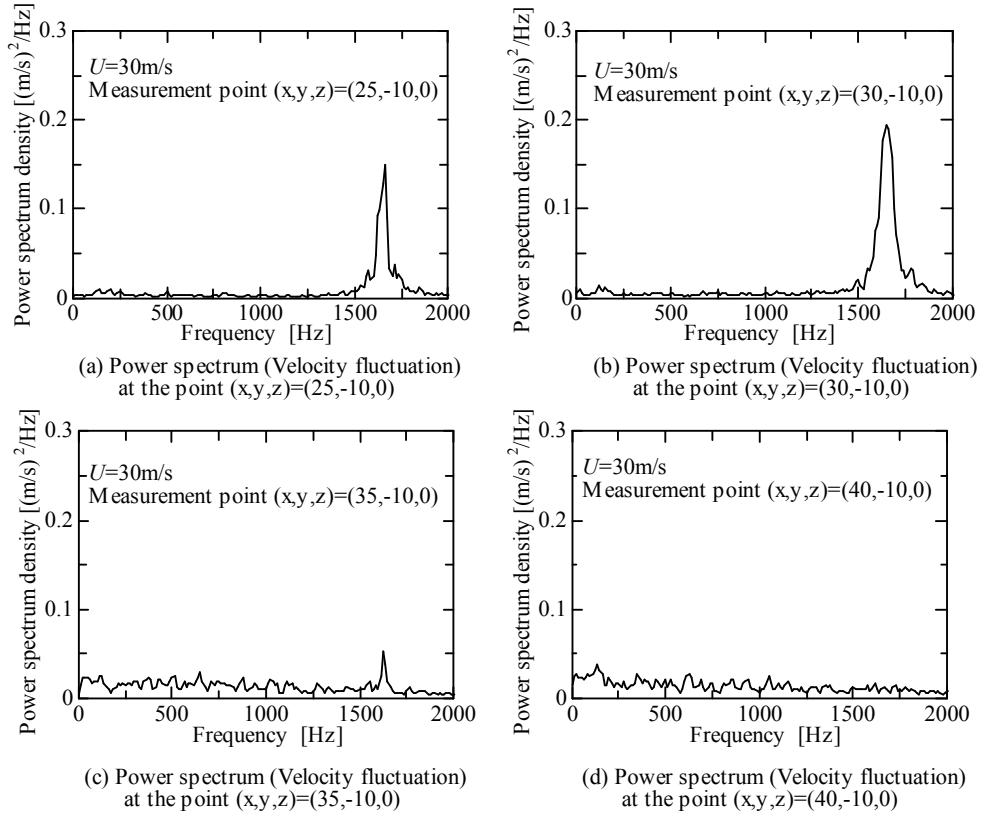 0.3
0.2
0.1
0
Power spectrum density [(m/s)²/Hz]
U=30m/s
Measurement point (x,y,z)=(25,-10,0)
0 500 1000 1500 2000
Frequency [Hz]
(a) Power spectrum (Velocity fluctuation)
at the point (x,y,z)=(25,-10,0)
0.3
0.2
0.1
0
Power spectrum density [(m/s)²/Hz]
U=30m/s
Measurement point (x,y,z)=(30,-10,0)
0 500 1000 1500 2000
Frequency [Hz]
(b) Power spectrum (Velocity fluctuation)
at the point (x,y,z)=(30,-10,0)
0.3
0.2
0.1
0
Power spectrum density [(m/s)²/Hz]
U=30m/s
Measurement point (x,y,z)=(35,-10,0)
0 500 1000 1500 2000
Frequency [Hz]
(c) Power spectrum (Velocity fluctuation)
at the point (x,y,z)=(35,-10,0)
0.3
0.2
0.1
0
Power spectrum density [(m/s)²/Hz]
U=30m/s
Measurement point (x,y,z)=(40,-10,0)
0 500 1000 1500 2000
Frequency [Hz]
(d) Power spectrum (Velocity fluctuation)
at the point (x,y,z)=(40,-10,0)